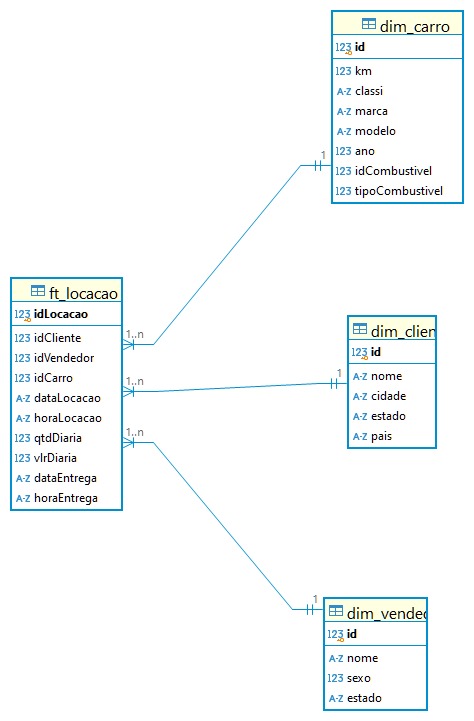 dim_carro
123 id
123 km
A-Z classi
A-Z marca
A-Z modelo
123 ano
123 idCombustivel
123 tipoCombustivel
1
ft_locacao
123 idLocacao
123 idCliente
123 idVendedor
123 idCarro
A-Z dataLocacao
A-Z horaLocacao
123 qtdDiaria
123 vlrDiaria
A-Z dataEntrega
A-Z horaEntrega
1..n
1..n
1..n
dim_clien
123 id
A-Z nome
A-Z cidade
A-Z estado
A-Z pais
1
dim_vended
123 id
A-Z nome
123 sexo
A-Z estado
1